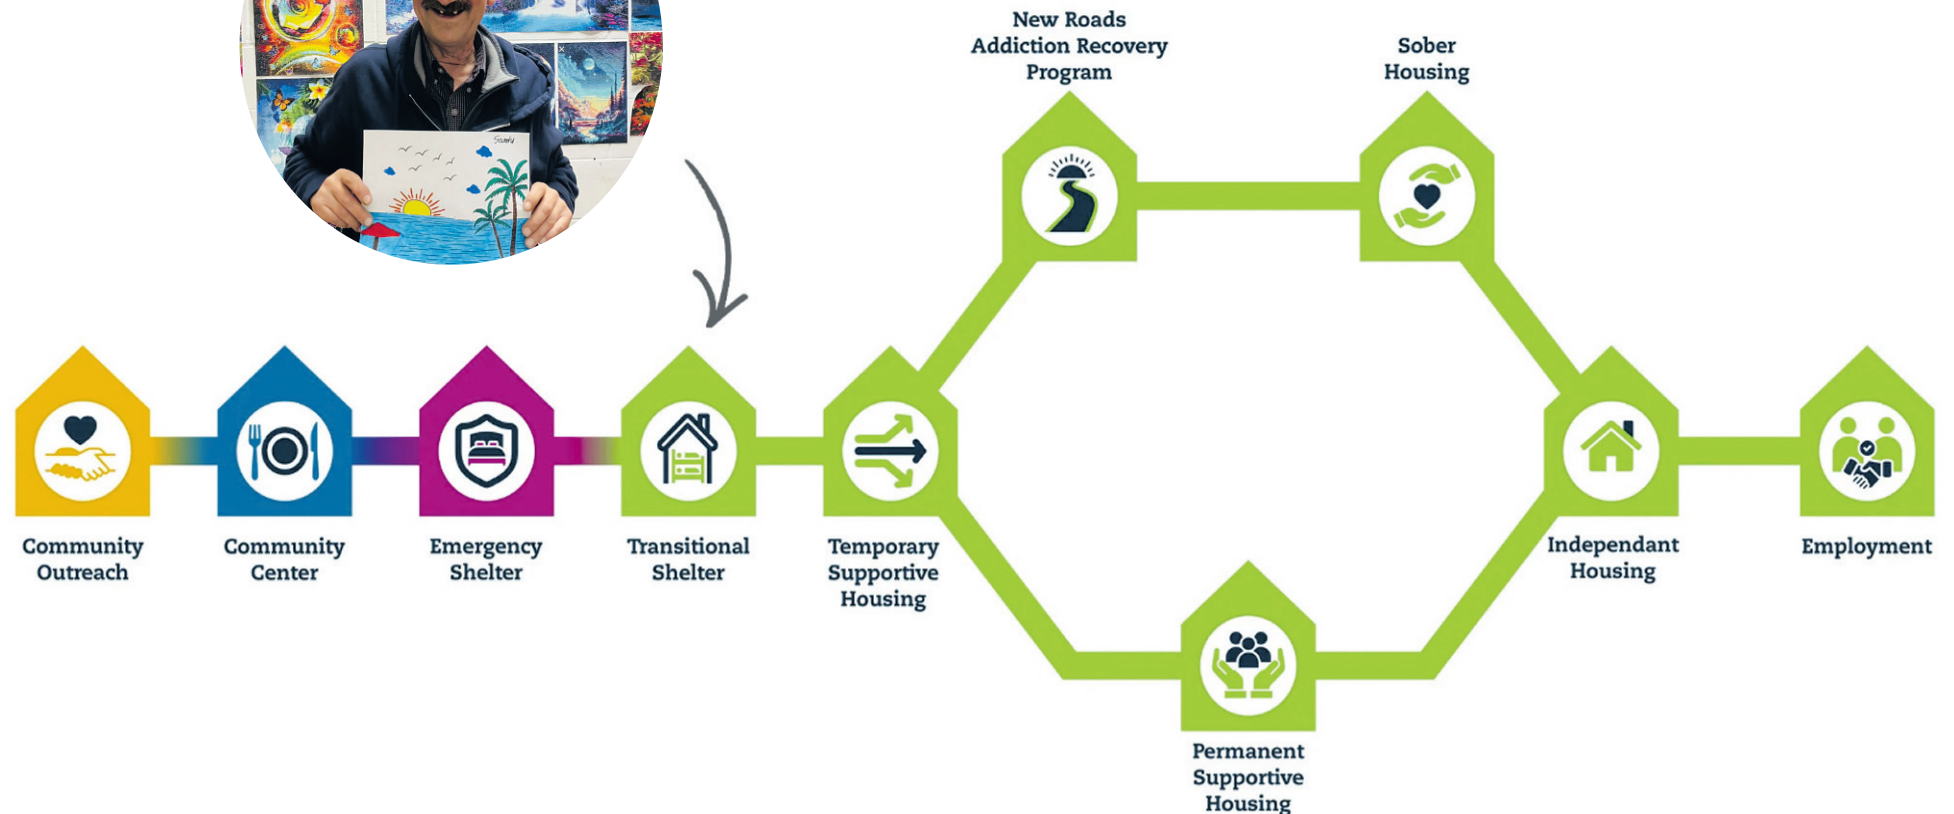 New Roads
Addiction Recovery
Program
Sober
Housing
Community
Outreach
Community
Center
Emergency
Shelter
Transitional
Shelter
Temporary
Supportive
Housing
Independant
Housing
Employment
Permanent
Supportive
Housing